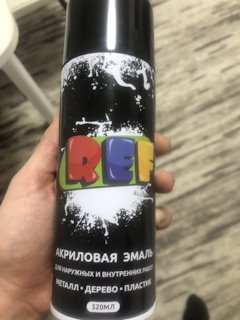 REF
АКРИЛОВАЯ ЭМАЛЬ
ДЛЯ НАРУЖНЫХ И ВНУТРЕННИХ РАБОТ
МЕТАЛЛ • ДЕРЕВО • ПЛАСТИК
520МЛ